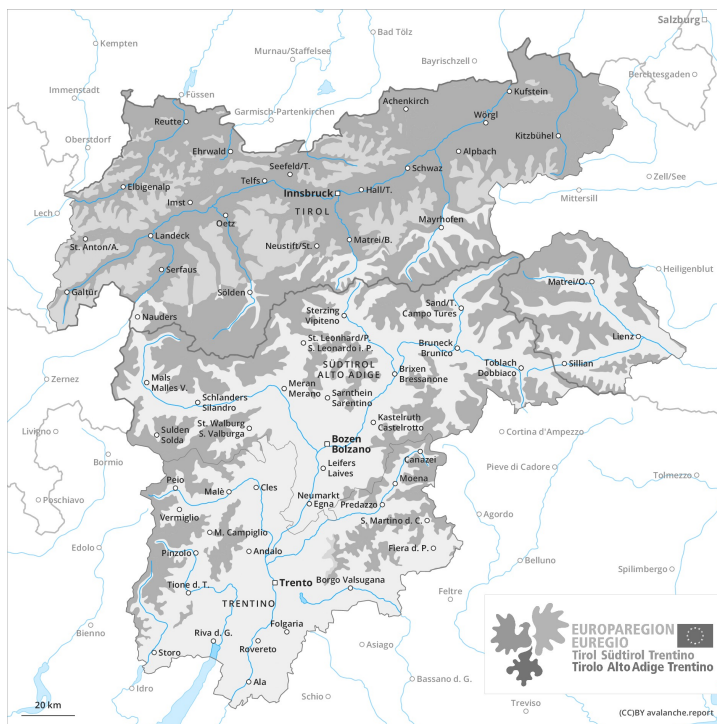 Salzburg
Kempten
Bad Tölz
Murnau/Staffelsee
Bayrischzell
Berchtesgaden
Immenstadt
Füssen
Garmisch-Partenkirchen
Achenkirch
Kufstein
Reutte
Wörgl
Oberstdorf
Ehrwald
Kitzbühel
Alpbach
Seefeld/T.
Schwaz
Telfs
Zell/See
Elbigenalp
Innsbruck
Hall/T.
Mittersill
Imst
TIROL
Lech
Oetz
Mayrhofen
Landeck
St. Anton/A.
Neustift/St.
Matrei/B.
Serfaus
Heiligenblut
Matrei/O.
Galtür
Sölden
Nauders
Sterzing
Vipiteno
Sand/T.
Campo Tures
Lienz
St. Leonhard/P.
S. Leonardo i. P.
Bruneck
Brunico
SÜDTIROL
ALTO ADIGE
Toblach
Dobbiaco
Sillian
Zernez
Mals
Malles V.
Meran
Merano
Brixen
Bressanone
Schlanders
Silandro
Sarnthein
Sarentino
St. Walburg
S. Valburga
Kastelruth
Castelrotto
Livigno
Sulden
Solda
Bozen
Bolzano
Cortina d'Ampezzo
Bormio
Canazei
Leifers
Laives
Pieve di Cadore
Peio
Moena
Tolmezzo
Malè
Cles
Neumarkt
Egna
Predazzo
Poschiavo
Vermiglio
S. Martino d. C.
Agordo
M. Campiglio
Edolo
Pinzolo
Andalo
Fiera d. P.
Belluno
Spilimbergo
Tione d. T.
Trento
Borgo Valsugana
Feltre
TRENTINO
Bienno
Riva d. G.
Folgaria
Rovereto
Asiago
Storo
Ala
Bassano d. G.
Idro
Schio
Treviso
EUROPAREGION
EUREGIO
Tirol Südtirol Trentino
Tirolo Alto Adige Trentino
20 km
(CC)BY avalanche.report